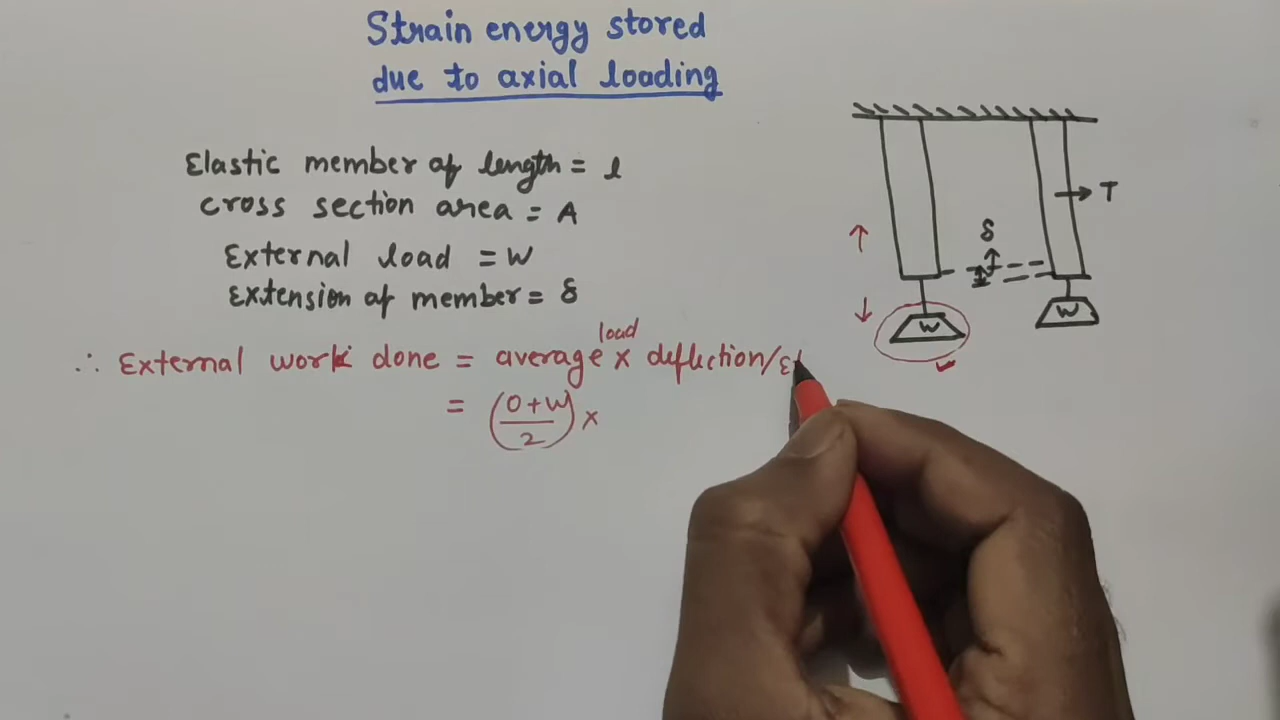 Strain energy stored
due to axial loading
Elastic member of length = l
cross section area = A
External load = W
Extension of member = δ
load
∴ External work done = average × deflection/
= (0+W/2) ×
δ
T
W
W